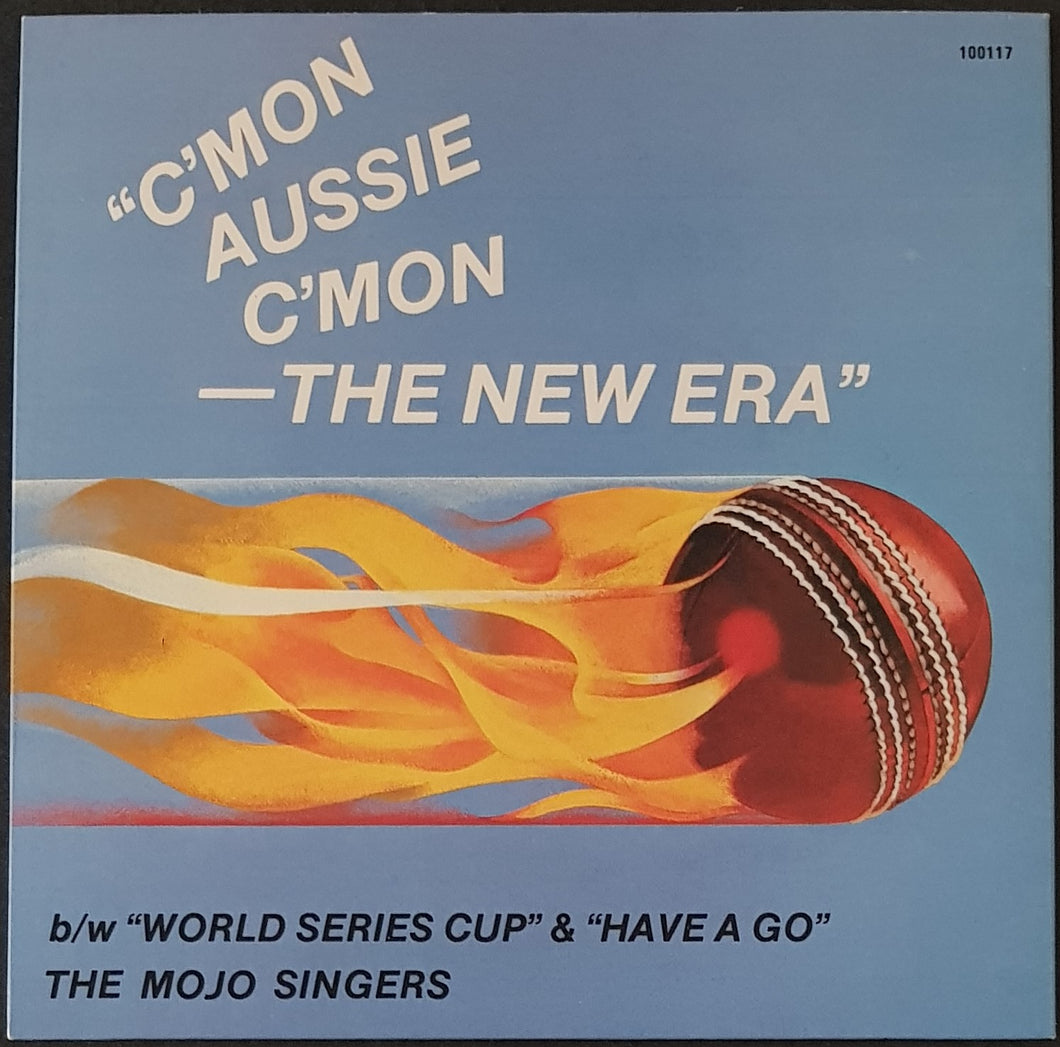 100117
“C’MON
AUSSIE
C’MON
—THE NEW ERA”
b/w “WORLD SERIES CUP” & “HAVE A GO”
THE MOJO SINGERS